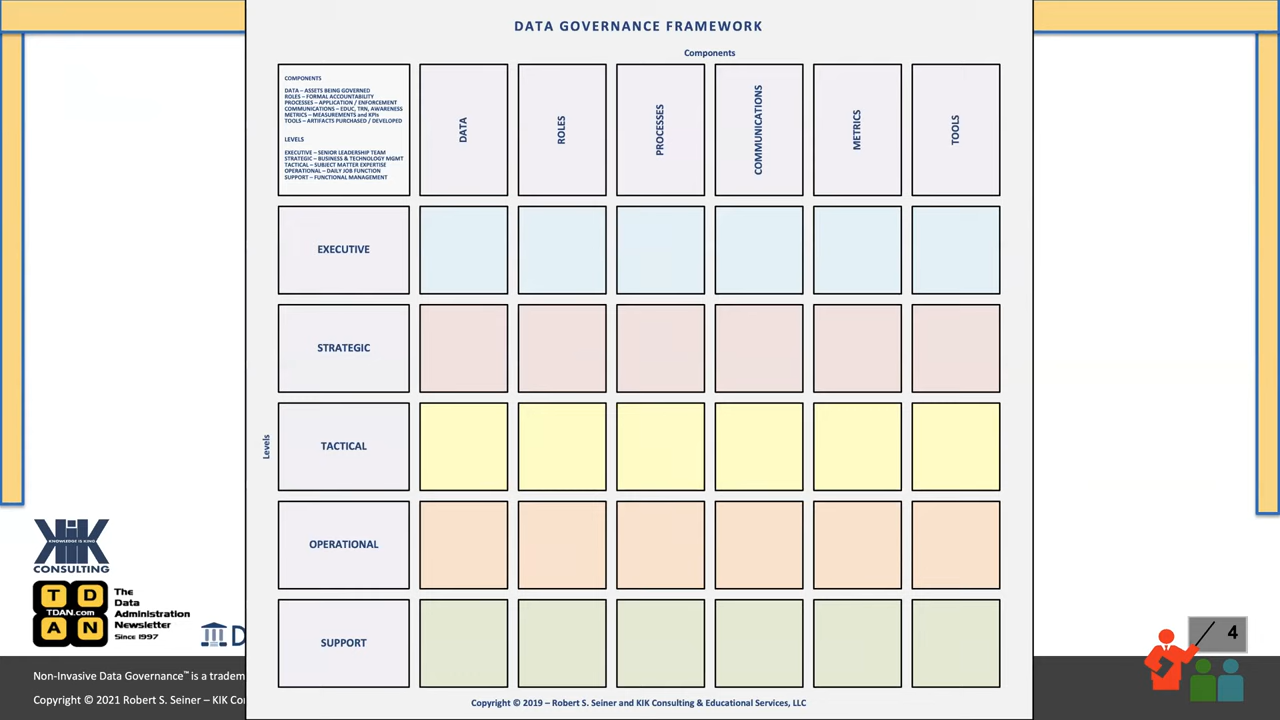 DATA GOVERNANCE FRAMEWORK
Components
COMPONENTS
DATA – ASSETS BEING GOVERNED
ROLES – FORMAL ACCOUNTABILITY
PROCESSES – APPLICATION / ENFORCEMENT
COMMUNICATIONS – EDUC, TRN, AWARENESS
METRICS – MEASUREMENTS and KPIs
TOOLS – ARTIFACTS PURCHASED / DEVELOPED
LEVELS
EXECUTIVE – SENIOR LEADERSHIP TEAM
STRATEGIC – BUSINESS & TECHNOLOGY MGMT
TACTICAL – SUBJECT MATTER EXPERTISE
OPERATIONAL – DAILY JOB FUNCTION
SUPPORT – FUNCTIONAL MANAGEMENT
DATA
ROLES
PROCESSES
COMMUNICATIONS
METRICS
TOOLS
Levels
EXECUTIVE
STRATEGIC
TACTICAL
OPERATIONAL
SUPPORT
KIK
KNOWLEDGE IS KING
CONSULTING
T D
TDAN.com
A N
The
Data
Administration
Newsletter
Since 1997
D
4
Non-Invasive Data Governance™ is a tradem
Copyright © 2021 Robert S. Seiner – KIK Co
Copyright © 2019 – Robert S. Seiner and KIK Consulting & Educational Services, LLC